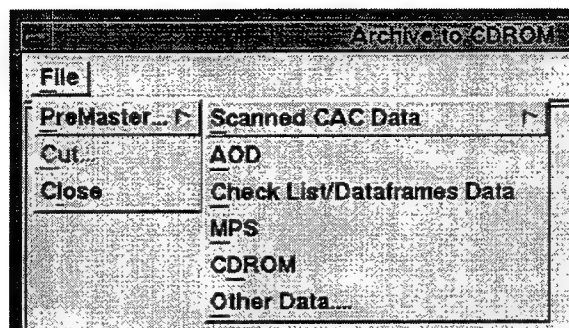 Archive to CDROM
File
PreMaster... Scanned CAC Data
Cut... AOD
Close Check List/Dataframes Data
MPS
CDROM
Other Data....